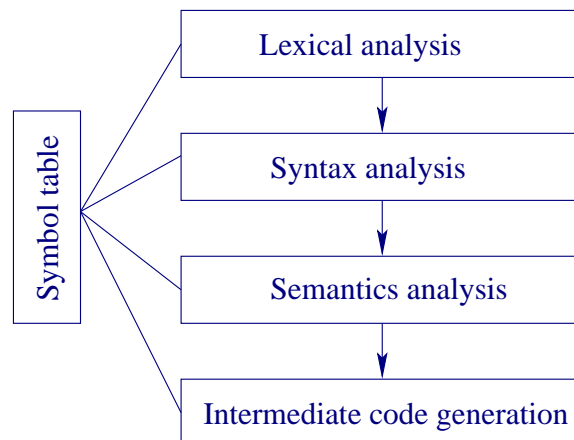 Lexical analysis
Syntax analysis
Symbol table
Semantics analysis
Intermediate code generation